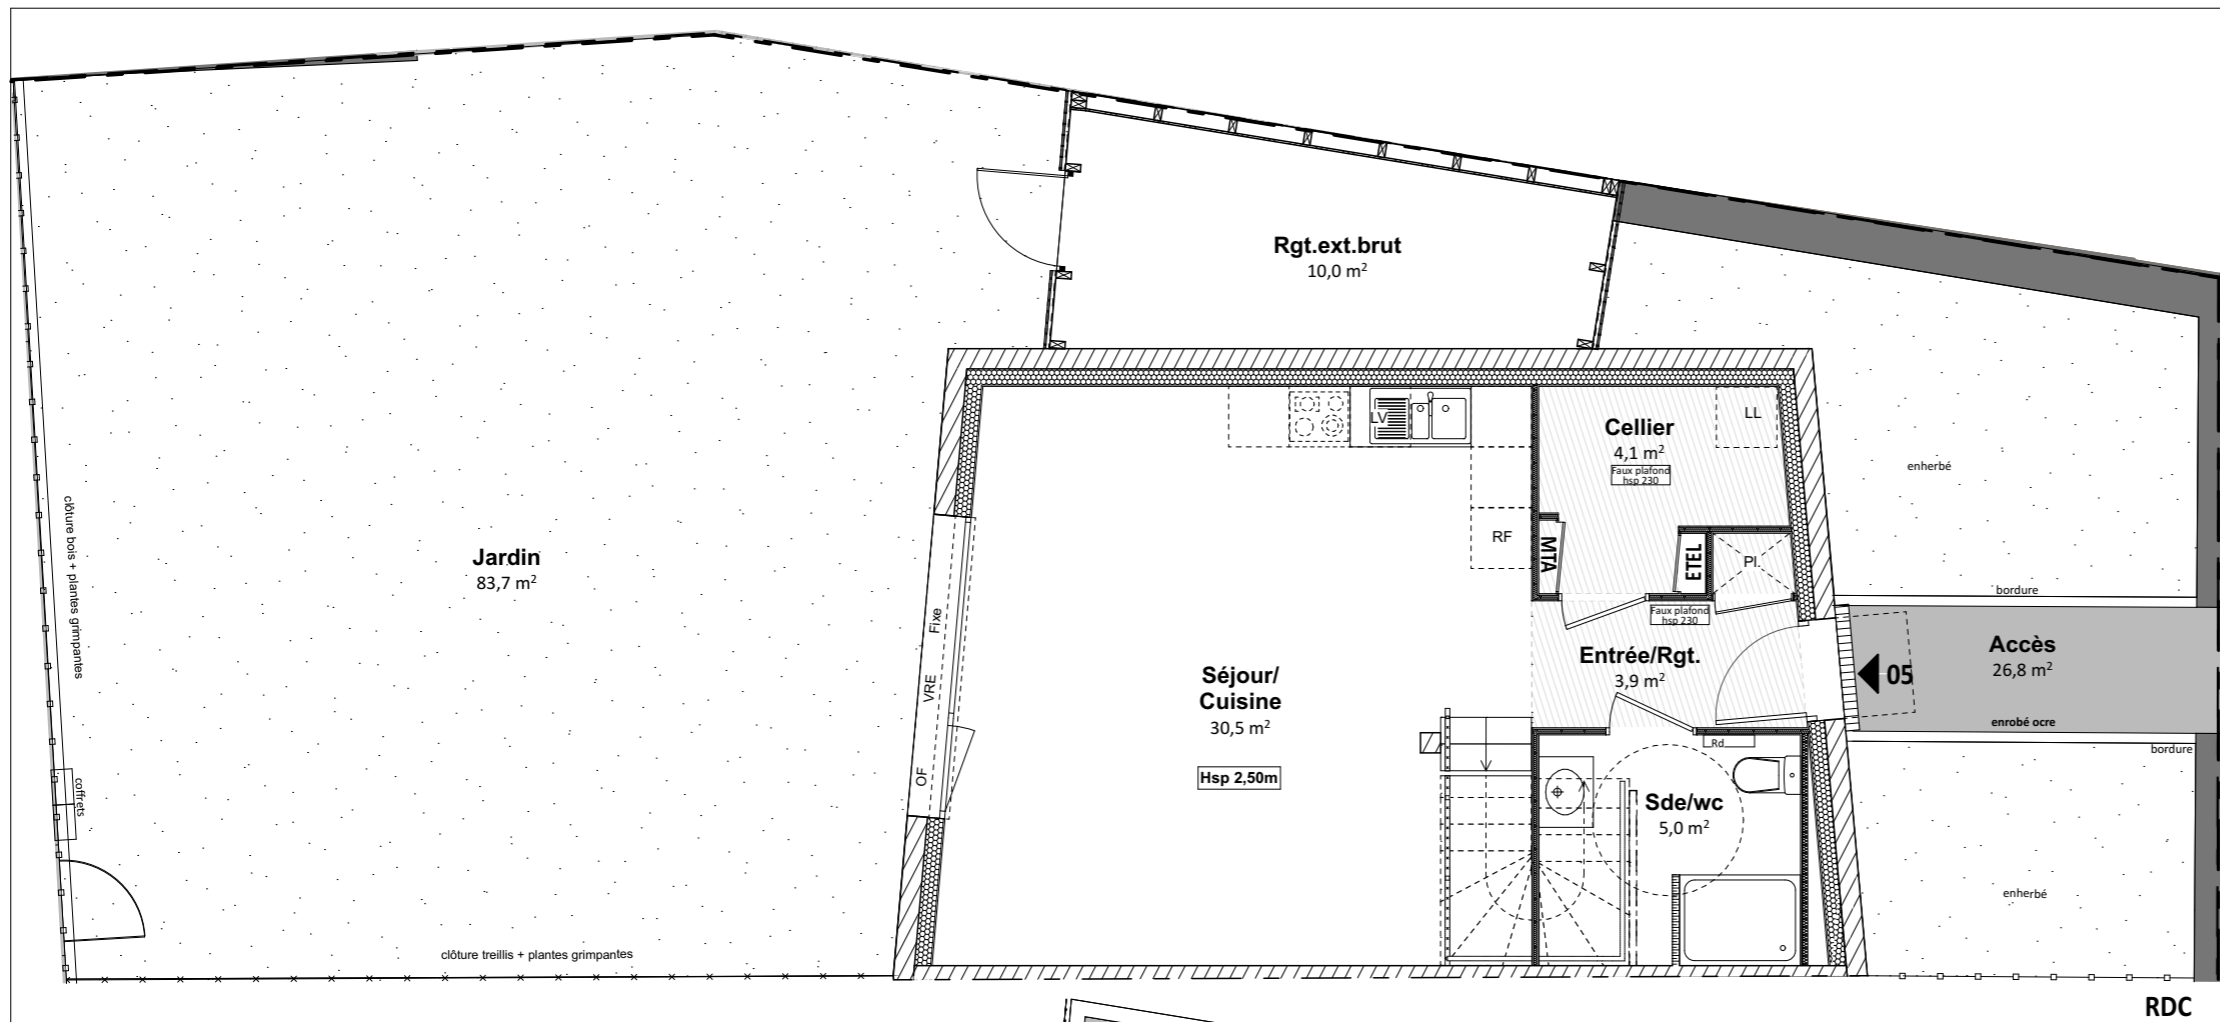 Rgt.ext.brut
10,0 m²
Cellier
4,1 m²
Faux plafond
hsp 230
LL
LV
RF
MTA
ETEL
Pl.
enherbé
bordure
Jardin
83,7 m²
clôture bois + plantes grimpantes
Fixe
VRE
OF
Séjour/
Cuisine
30,5 m²
Hsp 2,50m
Faux plafond
hsp 230
Entrée/Rgt.
3,9 m²
05
Accès
26,8 m²
enrobé ocre
bordure
Rd
Sde/wc
5,0 m²
coffrets
enherbé
clôture treillis + plantes grimpantes
RDC